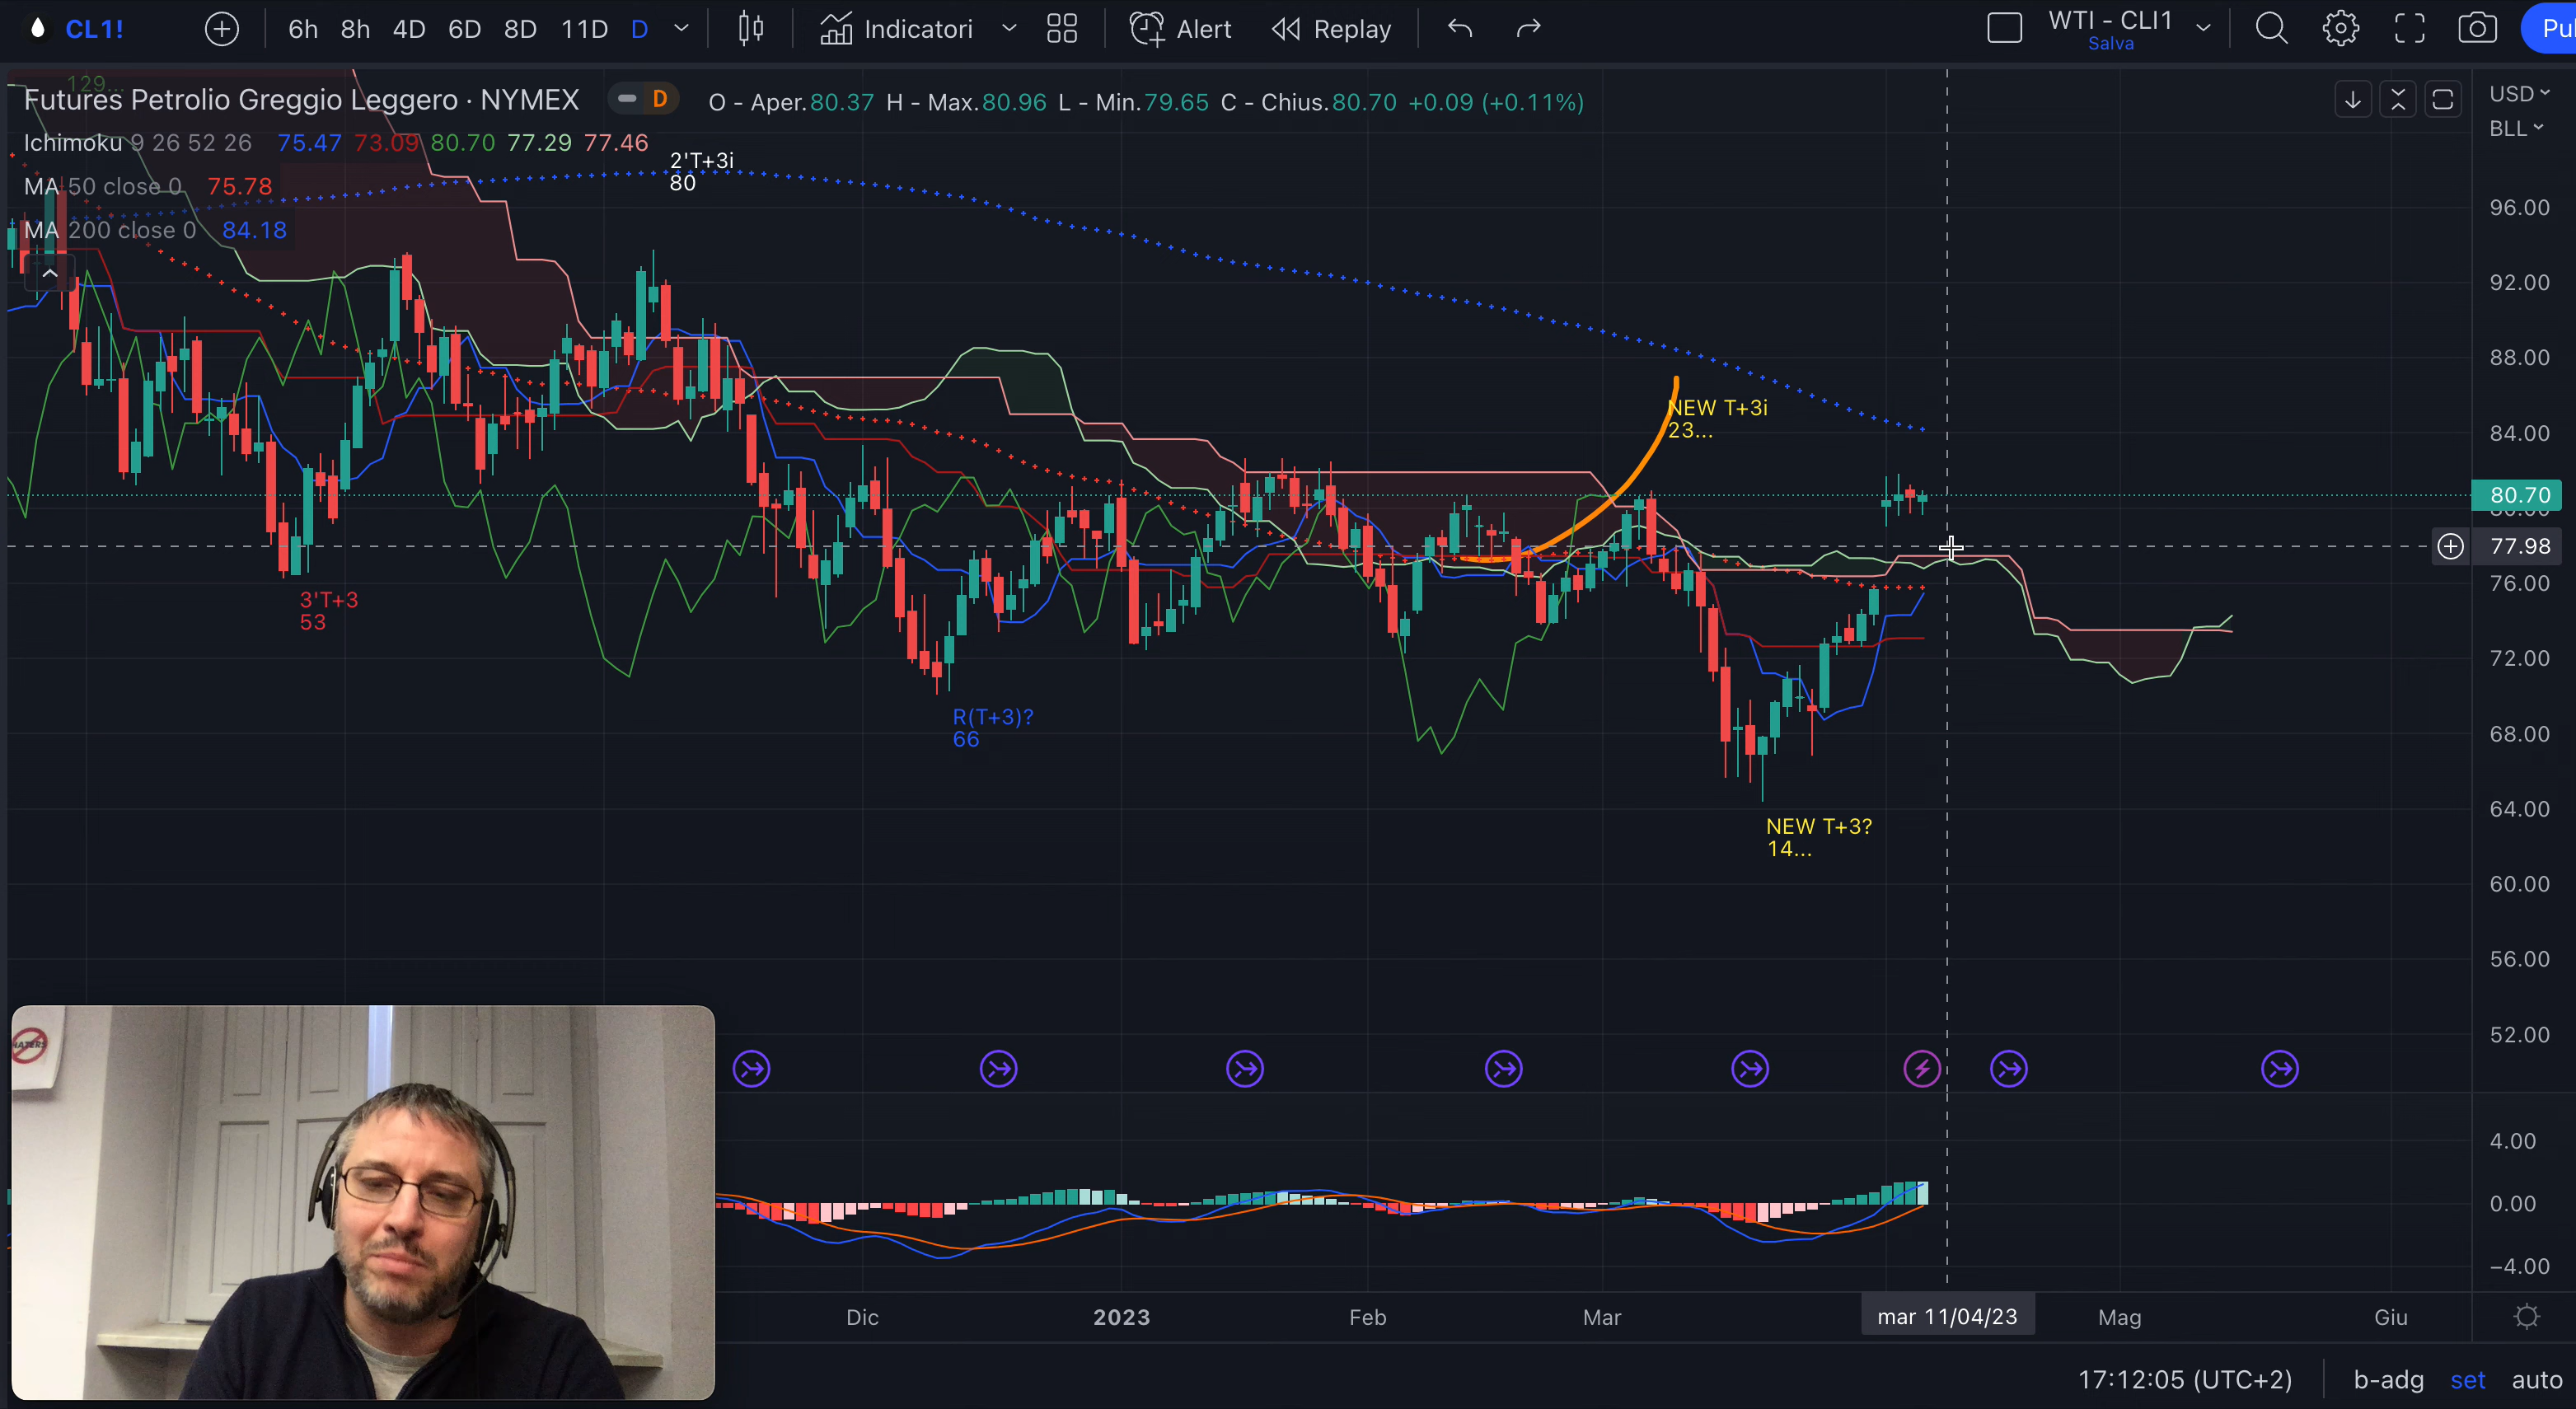 CL1! 6h 8h 4D 6D 8D 11D D Indicatori Alert Replay WTI - CLI1
Salva
129...
Futures Petrolio Greggio Leggero · NYMEX D O - Aper.80.37 H - Max.80.96 L - Min.79.65 C - Chius.80.70 +0.09 (+0.11%)
USD
BLL
Ichimoku 9 26 52 26 75.47 73.09 80.70 77.29 77.46
MA 50 close 0 75.78
MA 200 close 0 84.18
2'T+3i
80
NEW T+3i
23...
3'T+3
53
R(T+3)?
66
NEW T+3?
14...
96.00
92.00
88.00
84.00
80.70
80.00
77.98
76.00
72.00
68.00
64.00
60.00
56.00
52.00
4.00
0.00
−4.00
HATERS
Dic 2023 Feb Mar mar 11/04/23 Mag Giu
17:12:05 (UTC+2) b-adg set auto